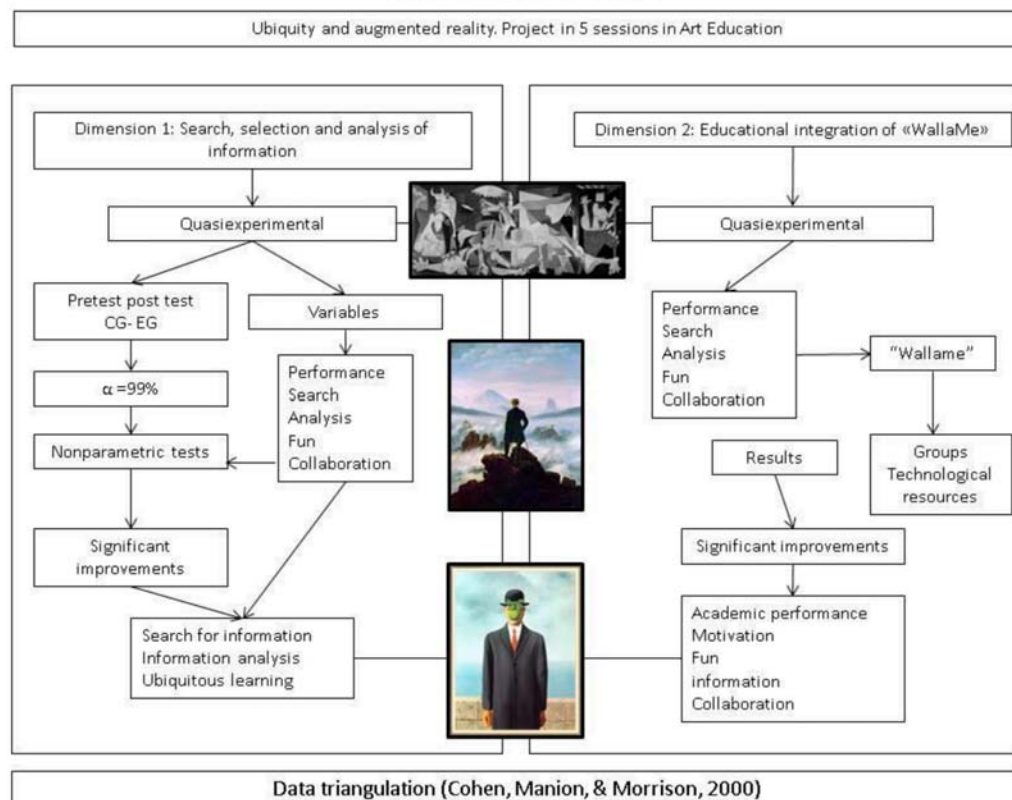 Ubiquity and augmented reality. Project in 5 sessions in Art Education
Dimension 1: Search, selection and analysis of
information
Quasiexperimental
Pretest post test
CG- EG
α =99%
Nonparametric tests
Significant
improvements
Variables
Performance
Search
Analysis
Fun
Collaboration
Search for information
Information analysis
Ubiquitous learning
Dimension 2: Educational integration of «WallaMe»
Quasiexperimental
Performance
Search
Analysis
Fun
Collaboration
“Wallame”
Groups
Technological
resources
Results
Significant improvements
Academic performance
Motivation
Fun
information
Collaboration
Data triangulation (Cohen, Manion, & Morrison, 2000)